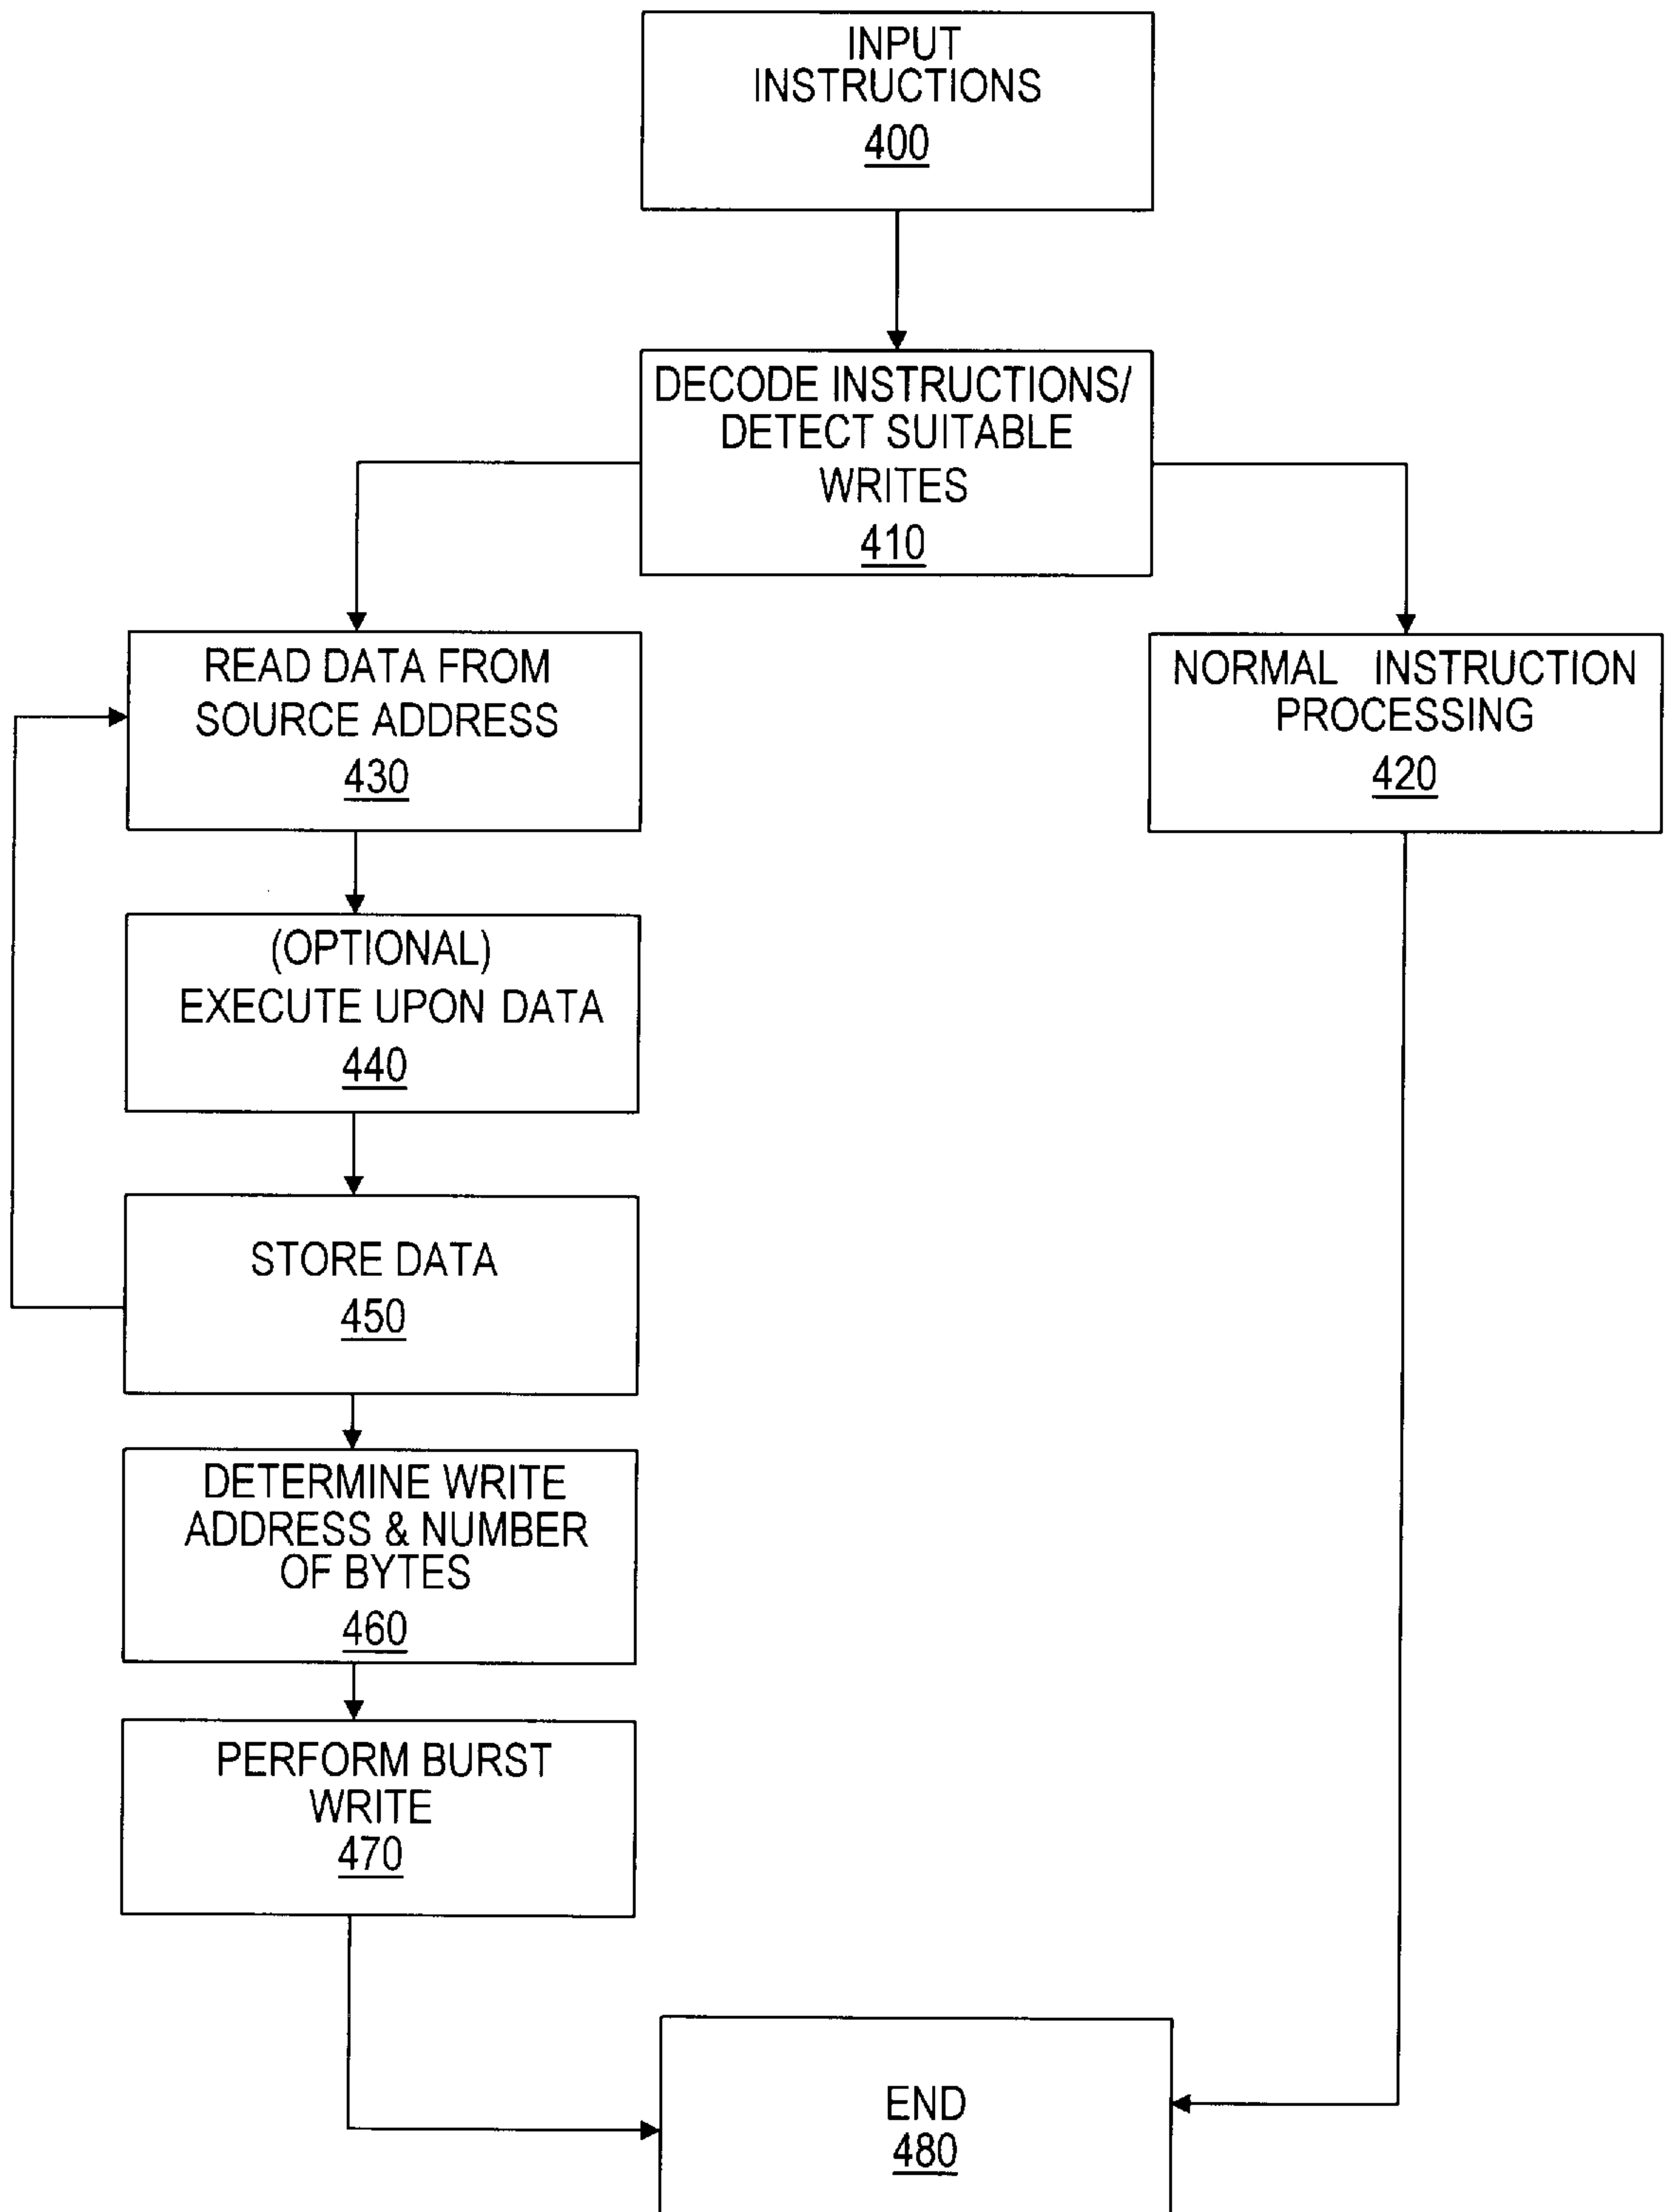 INPUT
INSTRUCTIONS
400
DECODE INSTRUCTIONS/
DETECT SUITABLE
WRITES
410
READ DATA FROM
SOURCE ADDRESS
430
NORMAL INSTRUCTION
PROCESSING
420
(OPTIONAL)
EXECUTE UPON DATA
440
STORE DATA
450
DETERMINE WRITE
ADDRESS & NUMBER
OF BYTES
460
PERFORM BURST
WRITE
470
END
480